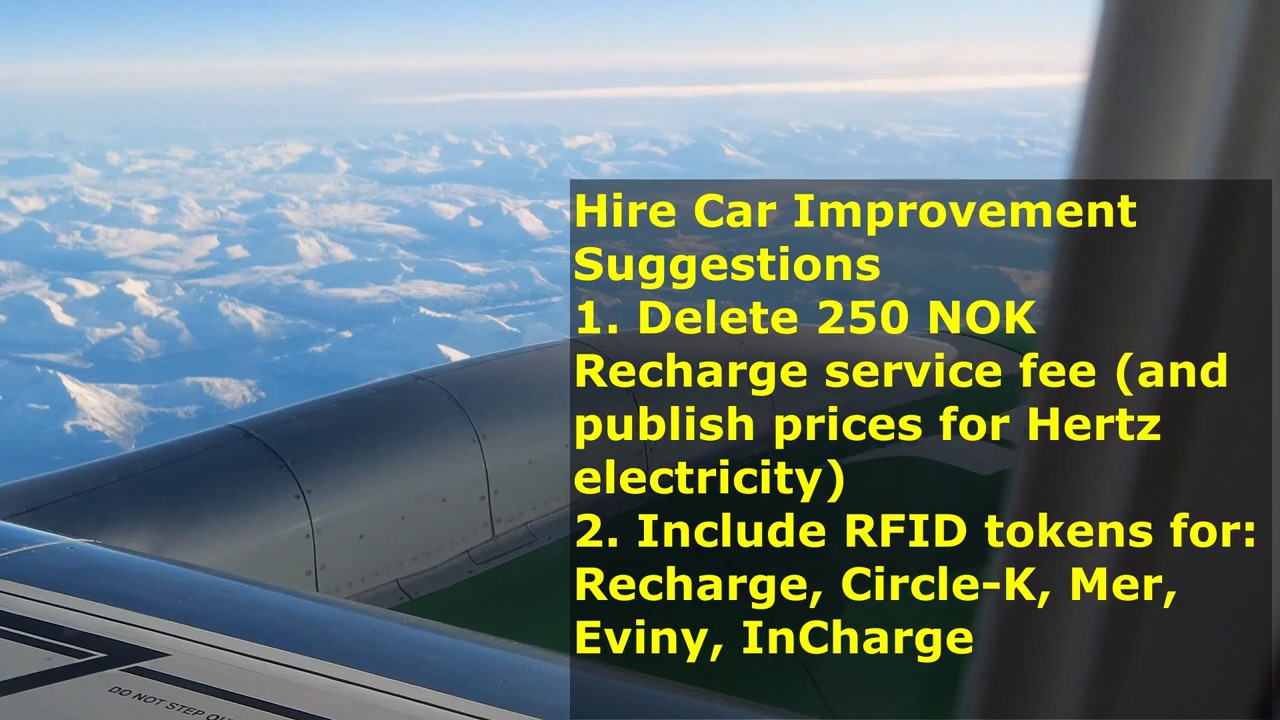 Hire Car Improvement
Suggestions
1. Delete 250 NOK
Recharge service fee (and
publish prices for Hertz
electricity)
2. Include RFID tokens for:
Recharge, Circle-K, Mer,
Eviny, InCharge
DO NOT STEP